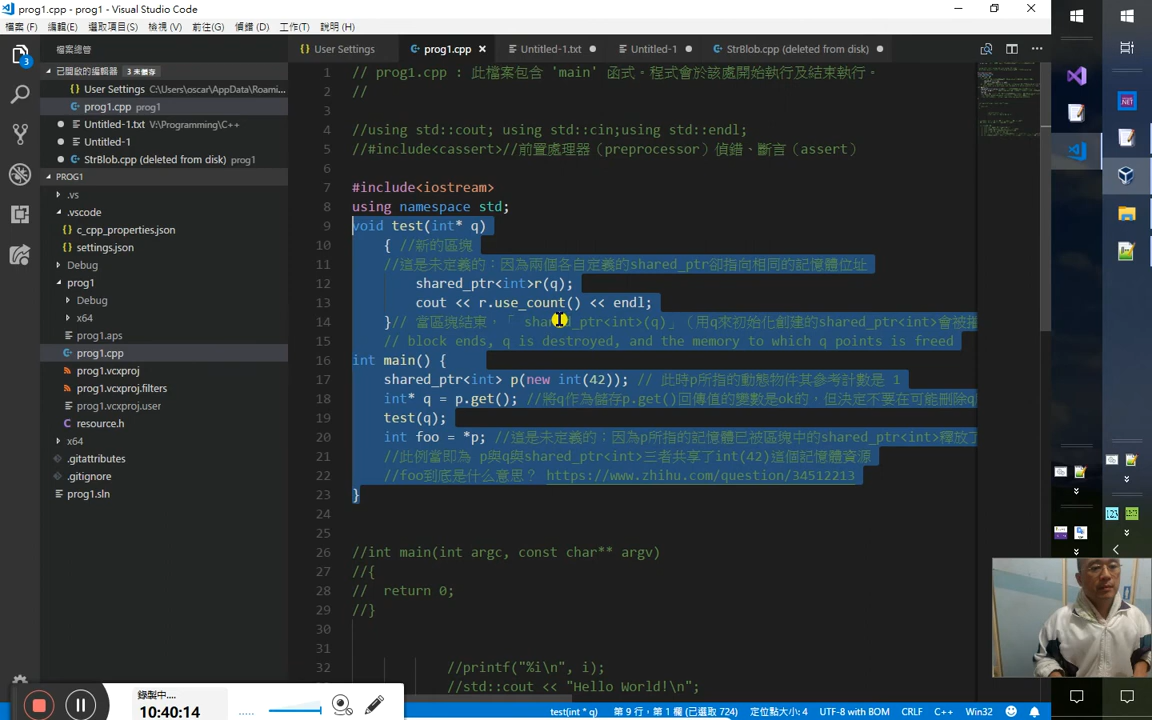 prog1.cpp - prog1 - Visual Studio Code
檔案 (F) 編輯(E) 選取項目(S) 檢視 (V) 前往(G) 偵錯 (D) 工作(T) 說明 (H)
檔案總管
已開啟的編輯器 3 未儲存
User Settings C:\Users\oscar\AppData\Roami...
prog1.cpp prog1
Untitled-1.txt V:\Programming\C++
Untitled-1
StrBlob.cpp (deleted from disk) prog1
PROG1
.vs
.vscode
c_cpp_properties.json
settings.json
Debug
prog1
Debug
x64
prog1.aps
prog1.cpp
prog1.vcxproj
prog1.vcxproj.filters
prog1.vcxproj.user
resource.h
x64
.gitattributes
.gitignore
prog1.sln
User Settings prog1.cpp Untitled-1.txt Untitled-1 StrBlob.cpp (deleted from disk)
1 // prog1.cpp : 此檔案包含 'main' 函式。程式會於該處開始執行及結束執行。
2 //
3
4 //using std::cout; using std::cin;using std::endl;
5 //#include<cassert>//前置處理器（preprocessor）偵錯、斷言（assert）
6
7 #include<iostream>
8 using namespace std;
9 void test(int* q)
10 { //新的區塊
11 //這是未定義的：因為兩個各自定義的shared_ptr卻指向相同的記憶體位址
12 shared_ptr<int>r(q);
13 cout << r.use_count() << endl;
14 }// 當區塊結束，「 shared_ptr<int>(q)」（用q來初始化創建的shared_ptr<int>會被
15 // block ends, q is destroyed, and the memory to which q points is freed
16 int main() {
17 shared_ptr<int> p(new int(42)); // 此時p所指的動態物件其參考計數是 1
18 int* q = p.get(); //將q作為儲存p.get()回傳值的變數是ok的，但決定不要在可能刪除q
19 test(q);
20 int foo = *p; //這是未定義的：因為p所指的記憶體已被區塊中的shared_ptr<int>釋放了
21 //此例當即為 p與q與shared_ptr<int>三者共享了int(42)這個記憶體資源
22 //foo到底是什么意思？ https://www.zhihu.com/question/34512213
23 }
24
25
26 //int main(int argc, const char** argv)
27 //{
28 // return 0;
29 //}
30
31
32 //printf("%i\n", i);
33 //std::cout << "Hello World!\n";
錄製中....
10:40:14
test(int * q) 第 9 行，第 1 欄 (已選取 724) 定位點大小: 4 UTF-8 with BOM CRLF C++ Win32